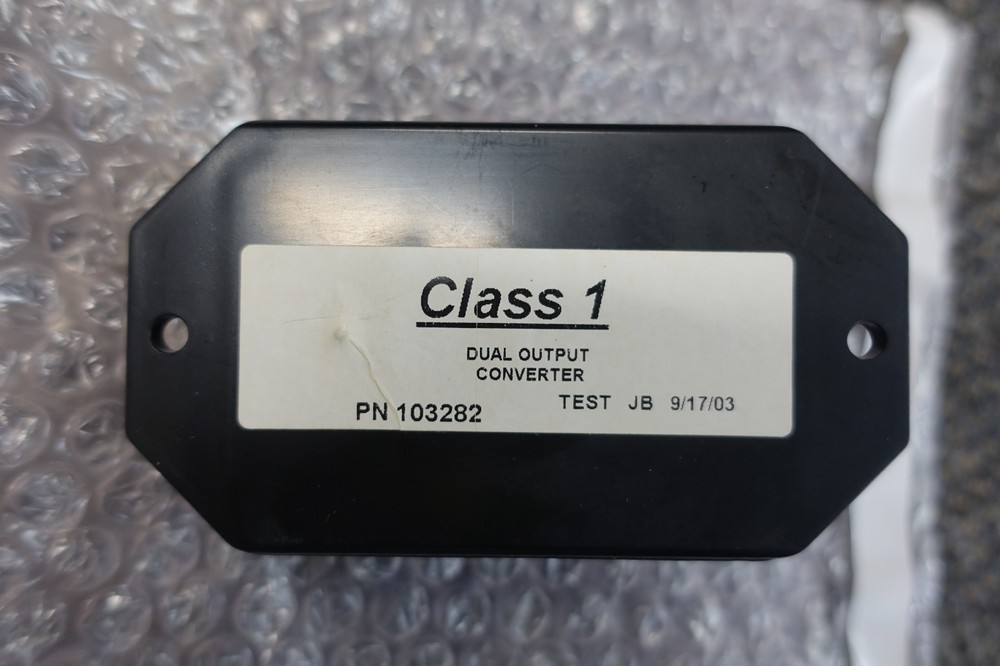 Class 1
DUAL OUTPUT
CONVERTER
PN 103282
TEST JB 9/17/03